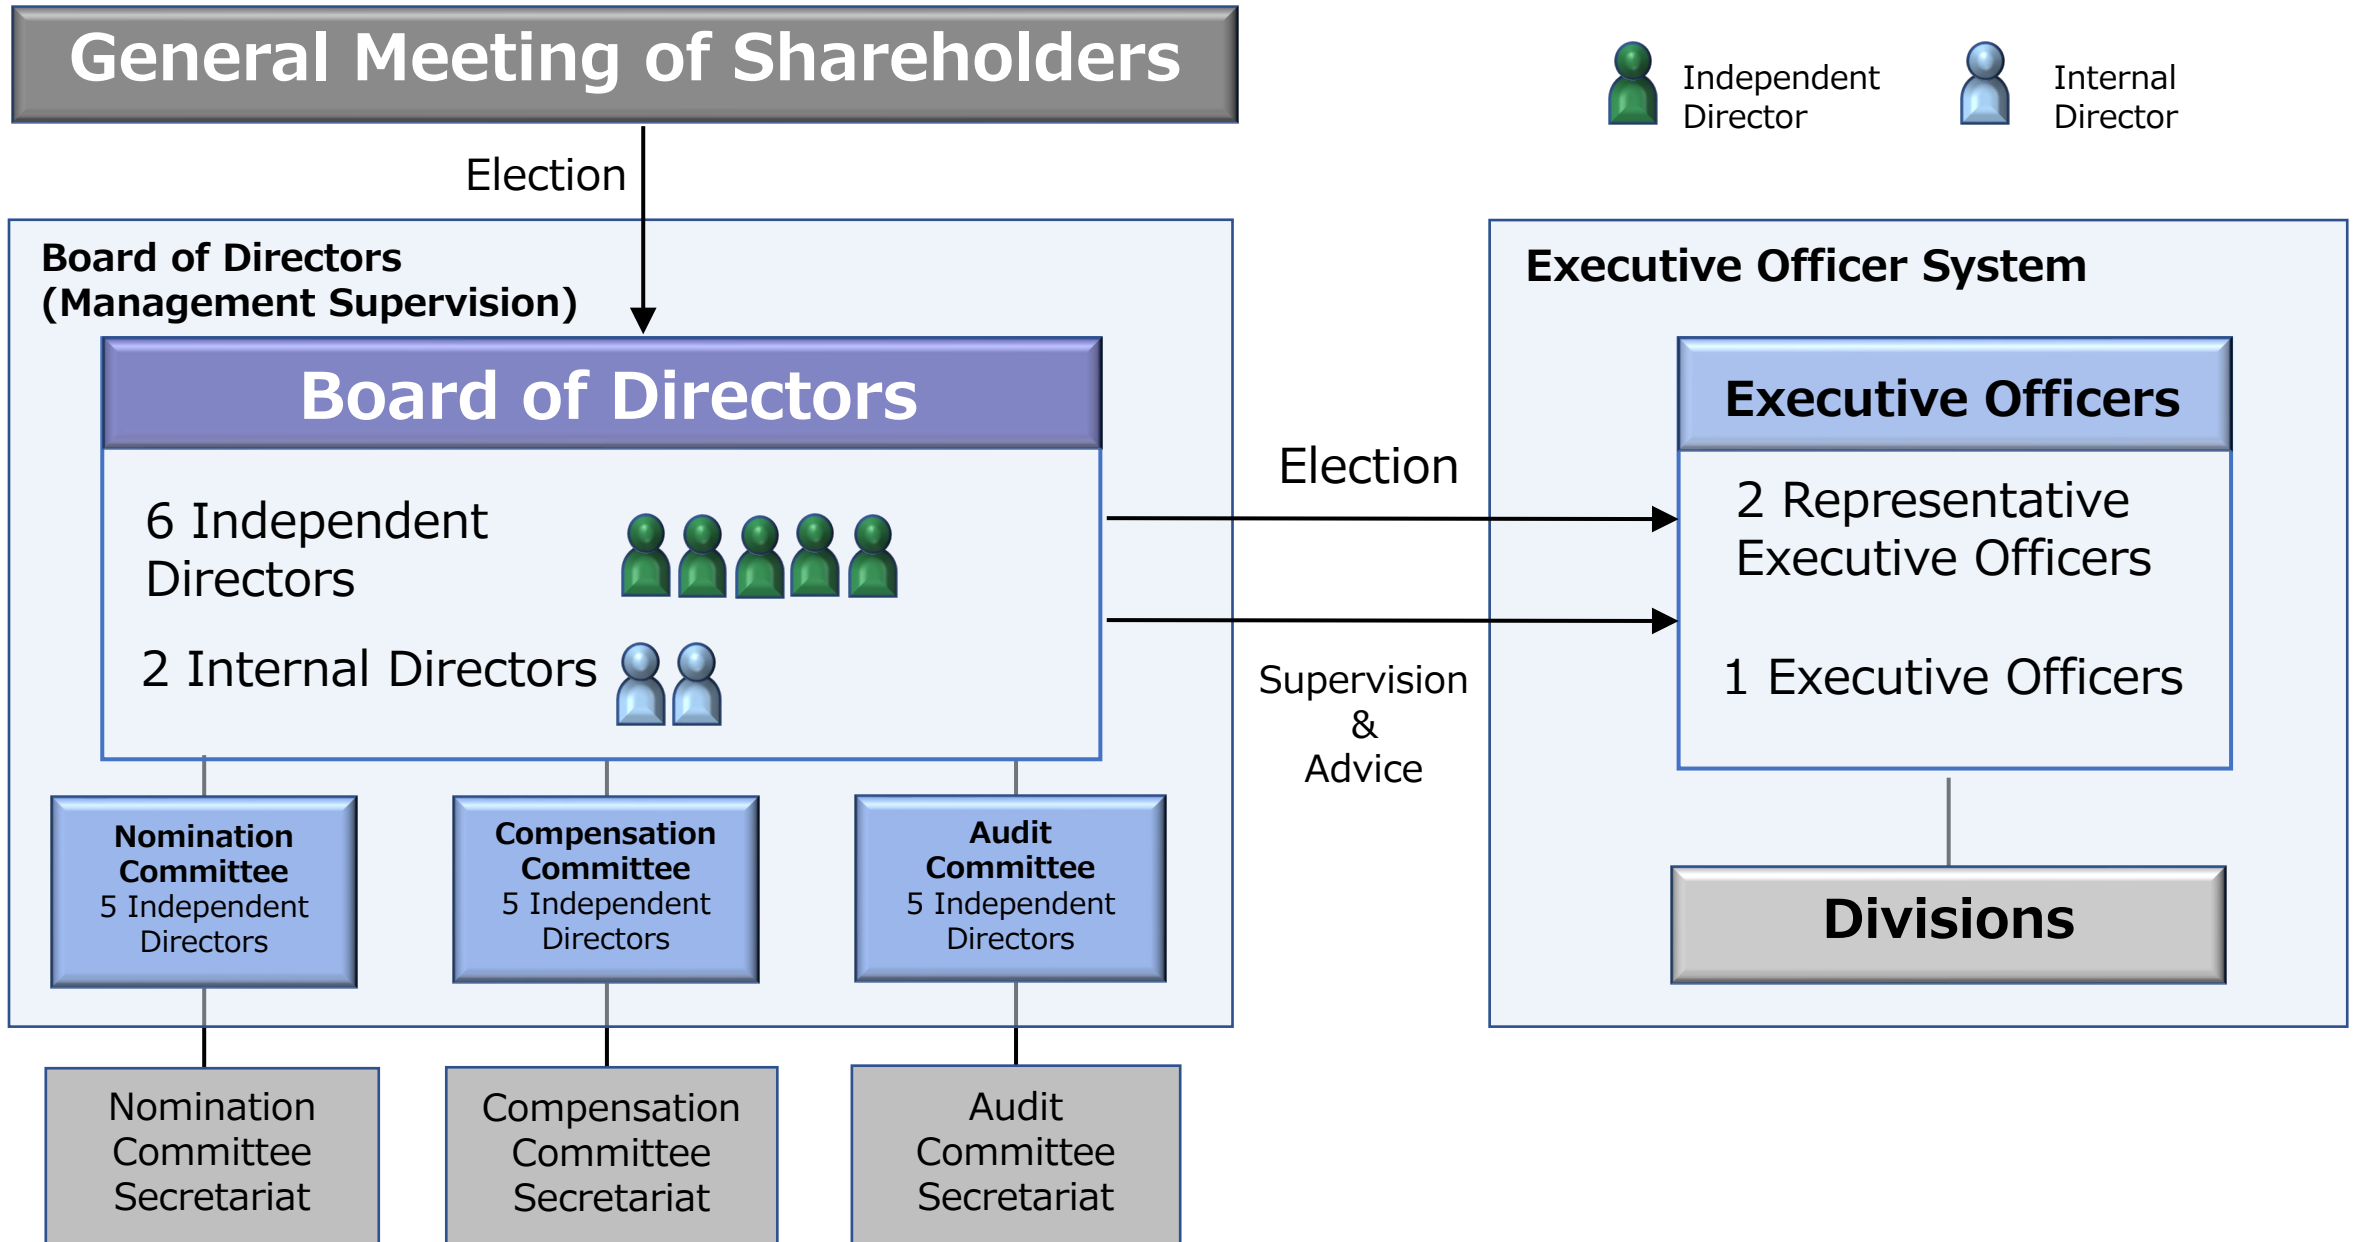 General Meeting of Shareholders
Independent
Director
Internal
Director
Election
Board of Directors
(Management Supervision)
Board of Directors
6 Independent
Directors
2 Internal Directors
Election
Supervision
&
Advice
Executive Officer System
Executive Officers
2 Representative
Executive Officers
1 Executive Officers
Divisions
Nomination
Committee
5 Independent
Directors
Compensation
Committee
5 Independent
Directors
Audit
Committee
5 Independent
Directors
Nomination
Committee
Secretariat
Compensation
Committee
Secretariat
Audit
Committee
Secretariat